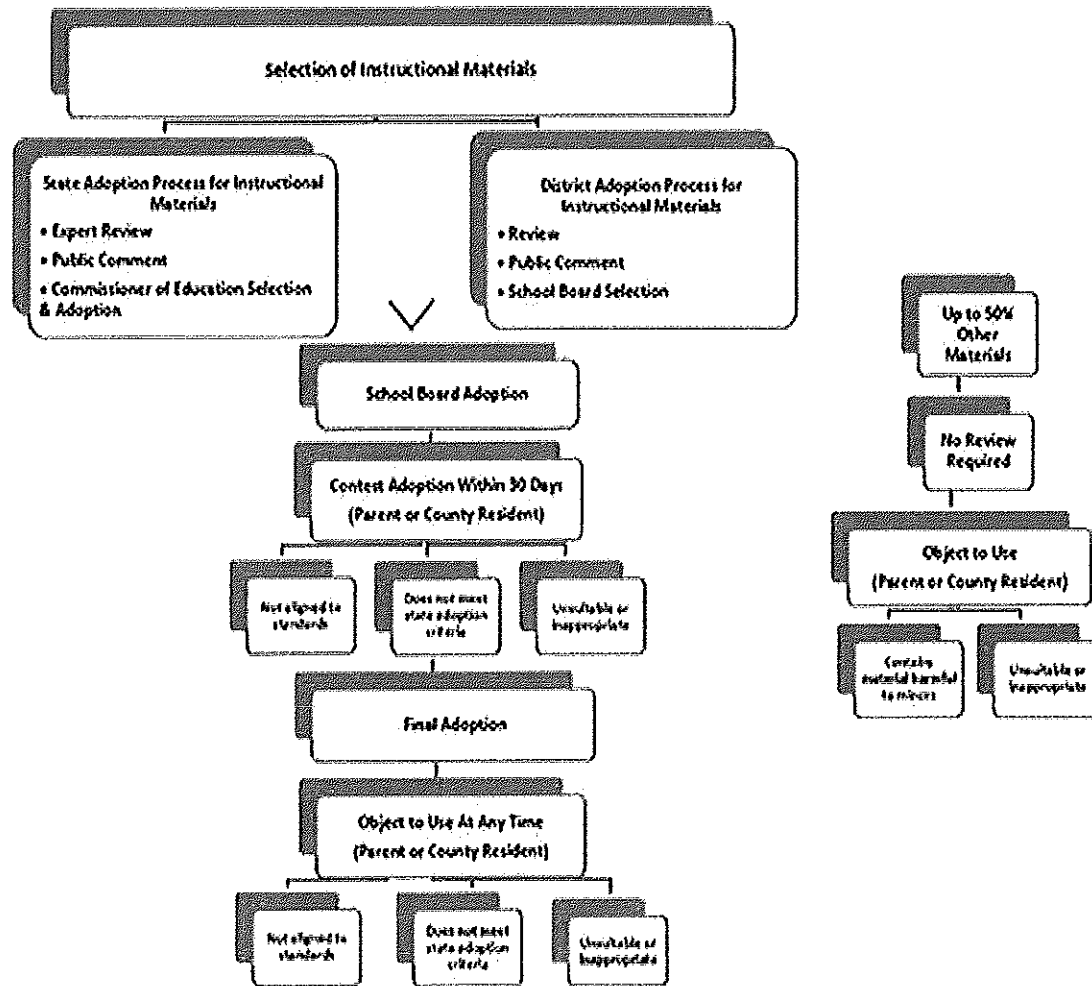 Selection of Instructional Materials
State Adoption Process for Instructional
Materials
• Expert Review
• Public Comment
• Commissioner of Education Selection
& Adoption
District Adoption Process for
Instructional Materials
• Review
• Public Comment
• School Board Selection
School Board Adoption
Contest Adoption Within 30 Days
(Parent or County Resident)
Not aligned to
standards
Does not meet
state adoption
criteria
Unsuitable or
Inappropriate
Final Adoption
Object to Use At Any Time
(Parent or County Resident)
Not aligned to
standards
Does not meet
state adoption
criteria
Unsuitable or
Inappropriate
Up to 50%
Other
Materials
No Review
Required
Object to Use
(Parent or County Resident)
Contains
material harmful
to minors
Unsuitable or
Inappropriate